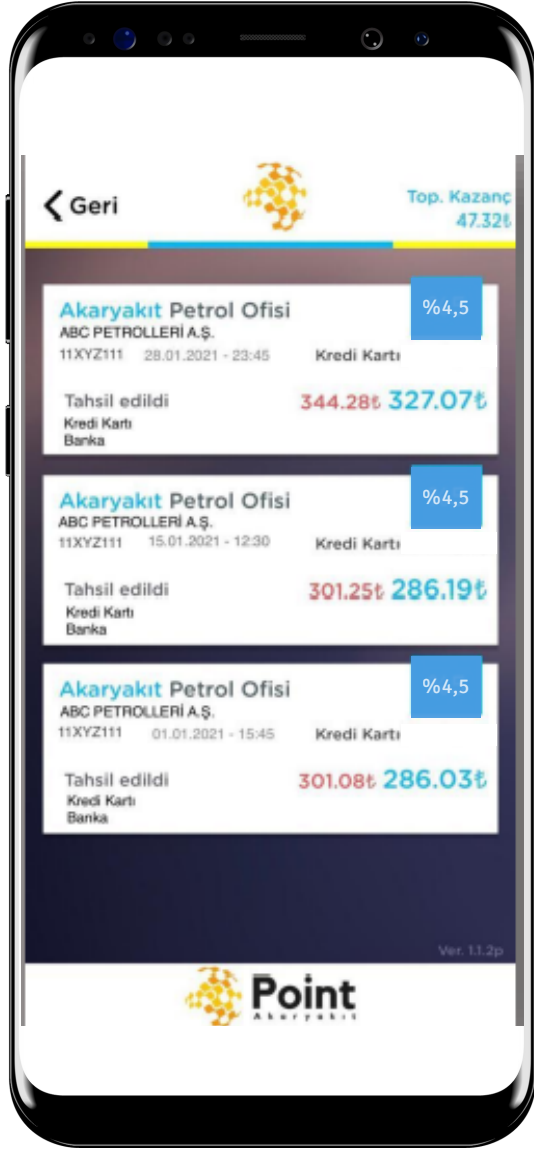 Geri
Top. Kazanç
47.32₺
Akaryakıt Petrol Ofisi
%4,5
ABC PETROLLERİ A.Ş.
11XYZ111 28.01.2021 - 23:45 Kredi Kartı
Tahsil edildi 344.28₺ 327.07₺
Kredi Kartı
Banka
Akaryakıt Petrol Ofisi
%4,5
ABC PETROLLERİ A.Ş.
11XYZ111 15.01.2021 - 12:30 Kredi Kartı
Tahsil edildi 301.25₺ 286.19₺
Kredi Kartı
Banka
Akaryakıt Petrol Ofisi
%4,5
ABC PETROLLERİ A.Ş.
11XYZ111 01.01.2021 - 15:45 Kredi Kartı
Tahsil edildi 301.08₺ 286.03₺
Kredi Kartı
Banka
Ver. 1.1.2p
Point
Akaryakıt